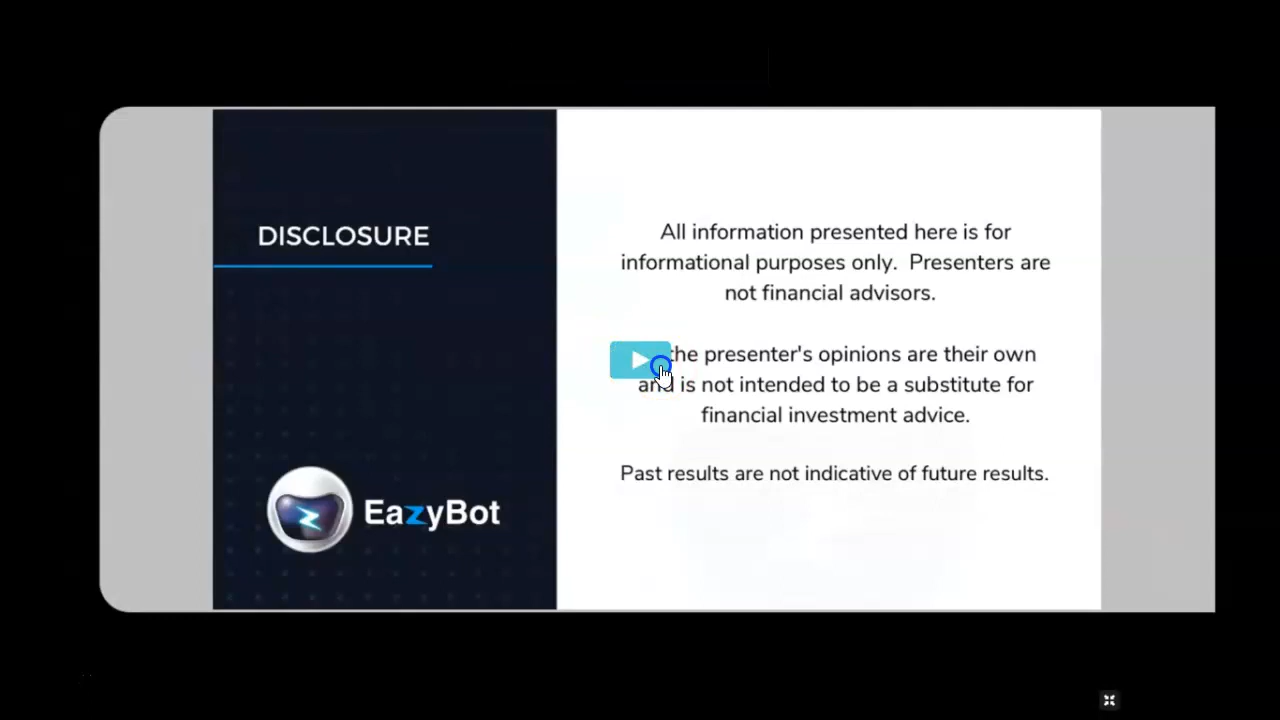 DISCLOSURE
All information presented here is for
informational purposes only. Presenters are
not financial advisors.
the presenter's opinions are their own
and is not intended to be a substitute for
financial investment advice.
Past results are not indicative of future results.
EazyBot